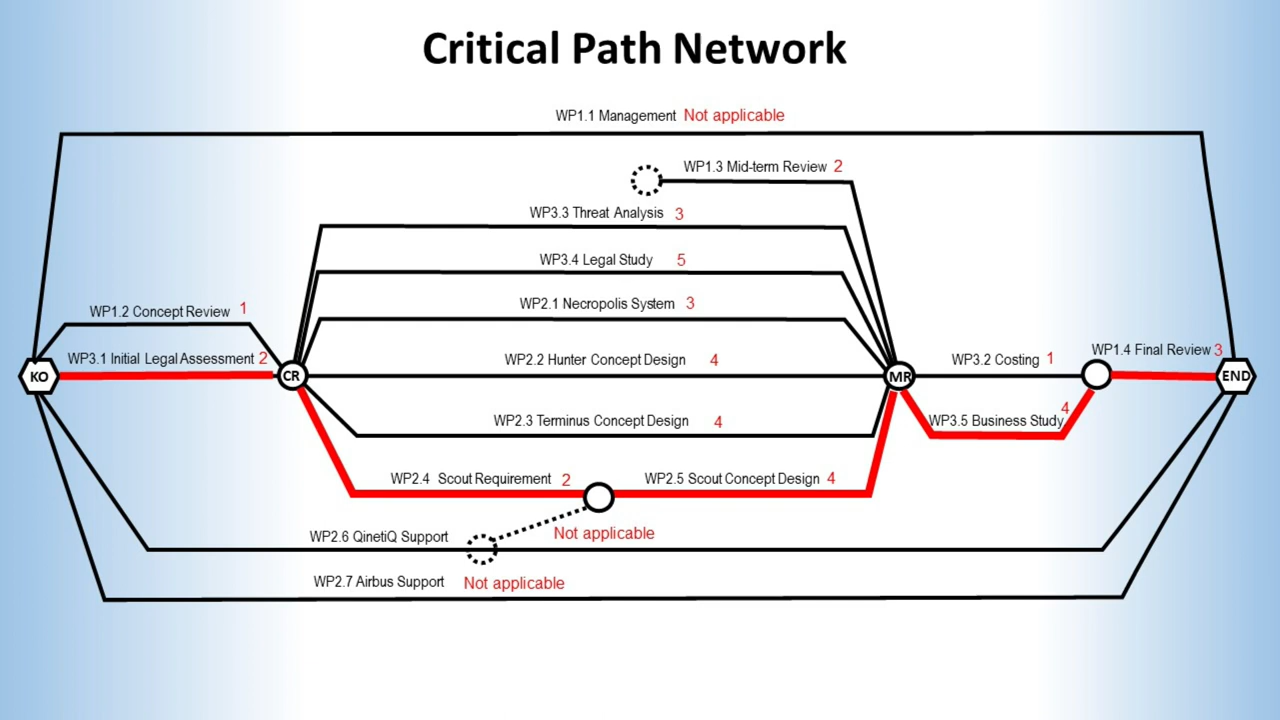 Critical Path Network
WP1.1 Management Not applicable
WP1.3 Mid-term Review 2
WP3.3 Threat Analysis 3
WP3.4 Legal Study 5
WP2.1 Necropolis System 3
WP1.2 Concept Review 1
WP3.1 Initial Legal Assessment 2
WP2.2 Hunter Concept Design 4
WP3.2 Costing 1
WP1.4 Final Review 3
KO
CR
MR
END
WP2.3 Terminus Concept Design 4
WP3.5 Business Study 4
WP2.4 Scout Requirement 2
WP2.5 Scout Concept Design 4
WP2.6 QinetiQ Support
Not applicable
WP2.7 Airbus Support Not applicable